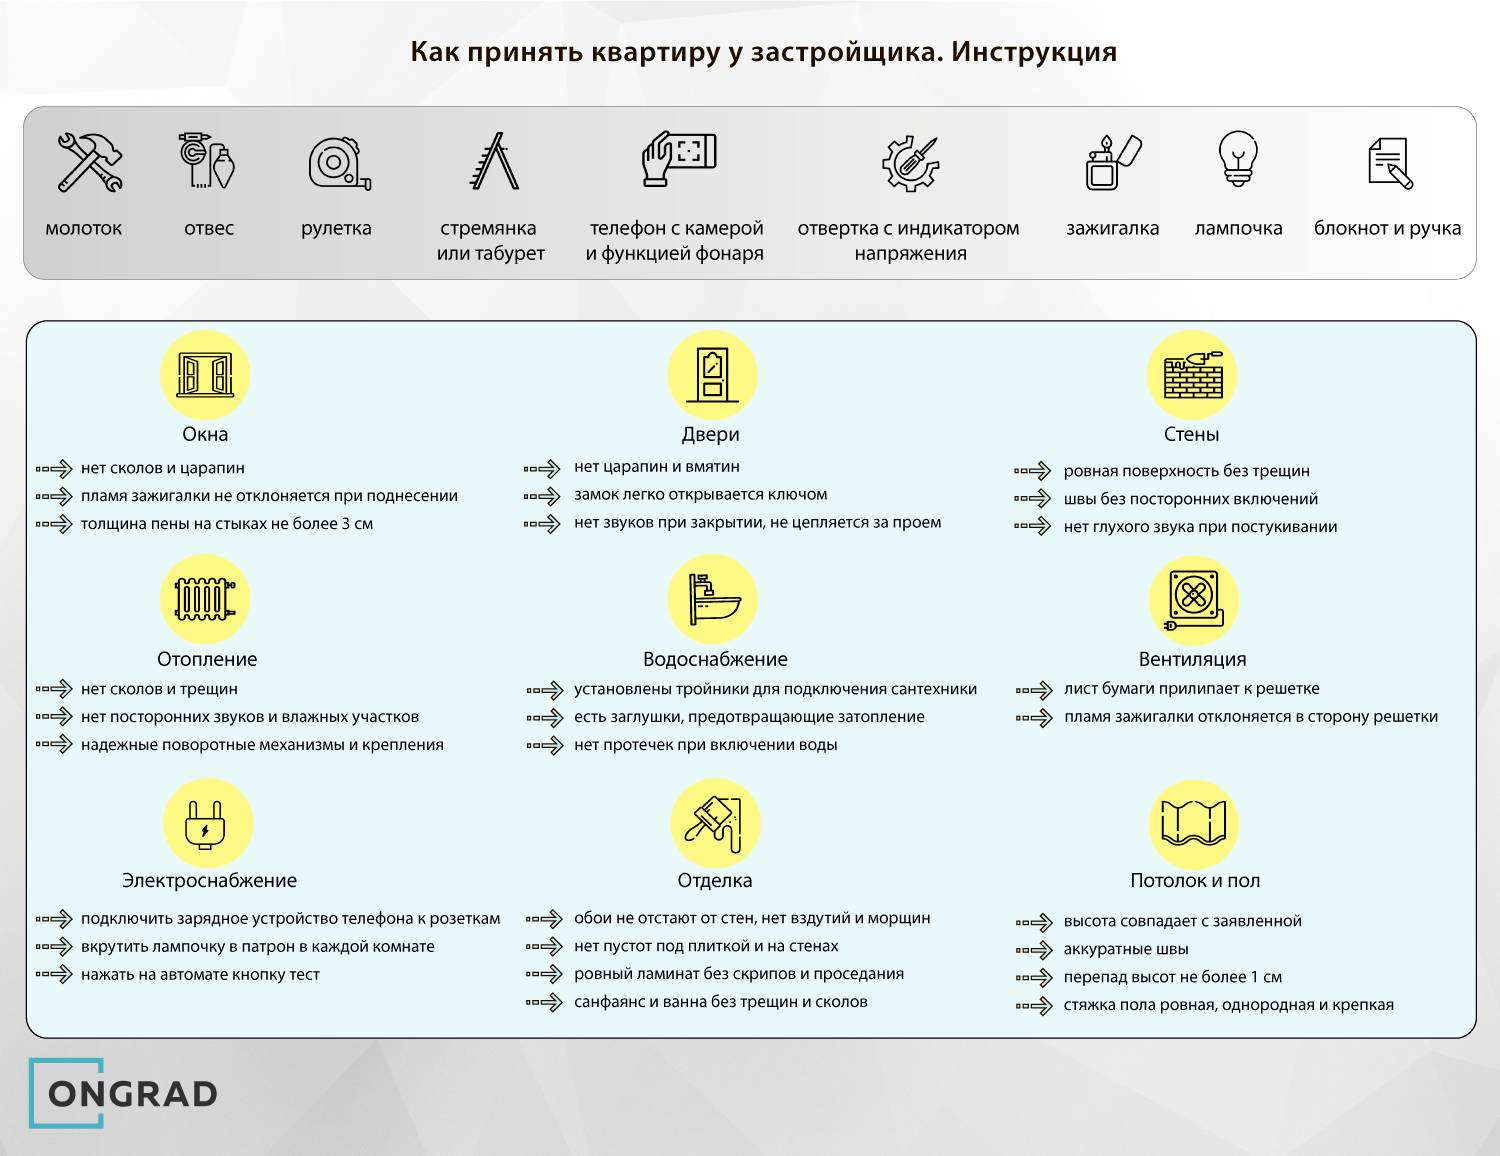 Как принять квартиру у застройщика. Инструкция
молоток
отвес
рулетка
стремянка
или табурет
телефон с камерой
и функцией фонаря
отвертка с индикатором
напряжения
зажигалка
лампочка
блокнот и ручка
Окна
нет сколов и царапин
пламя зажигалки не отклоняется при поднесении
толщина пены на стыках не более 3 см
Двери
нет царапин и вмятин
замок легко открывается ключом
нет звуков при закрытии, не цепляется за проем
Стены
ровная поверхность без трещин
швы без посторонних включений
нет глухого звука при постукивании
Отопление
нет сколов и трещин
нет посторонних звуков и влажных участков
надежные поворотные механизмы и крепления
Водоснабжение
установлены тройники для подключения сантехники
есть заглушки, предотвращающие затопление
нет протечек при включении воды
Вентиляция
лист бумаги прилипает к решетке
пламя зажигалки отклоняется в сторону решетки
Электроснабжение
подключить зарядное устройство телефона к розеткам
вкрутить лампочку в патрон в каждой комнате
нажать на автомате кнопку тест
Отделка
обои не отстают от стен, нет вздутий и морщин
нет пустот под плиткой и на стенах
ровный ламинат без скрипов и проседания
санфаянс и ванна без трещин и сколов
Потолок и пол
высота совпадает с заявленной
аккуратные швы
перепад высот не более 1 см
стяжка пола ровная, однородная и крепкая
ONGRAD